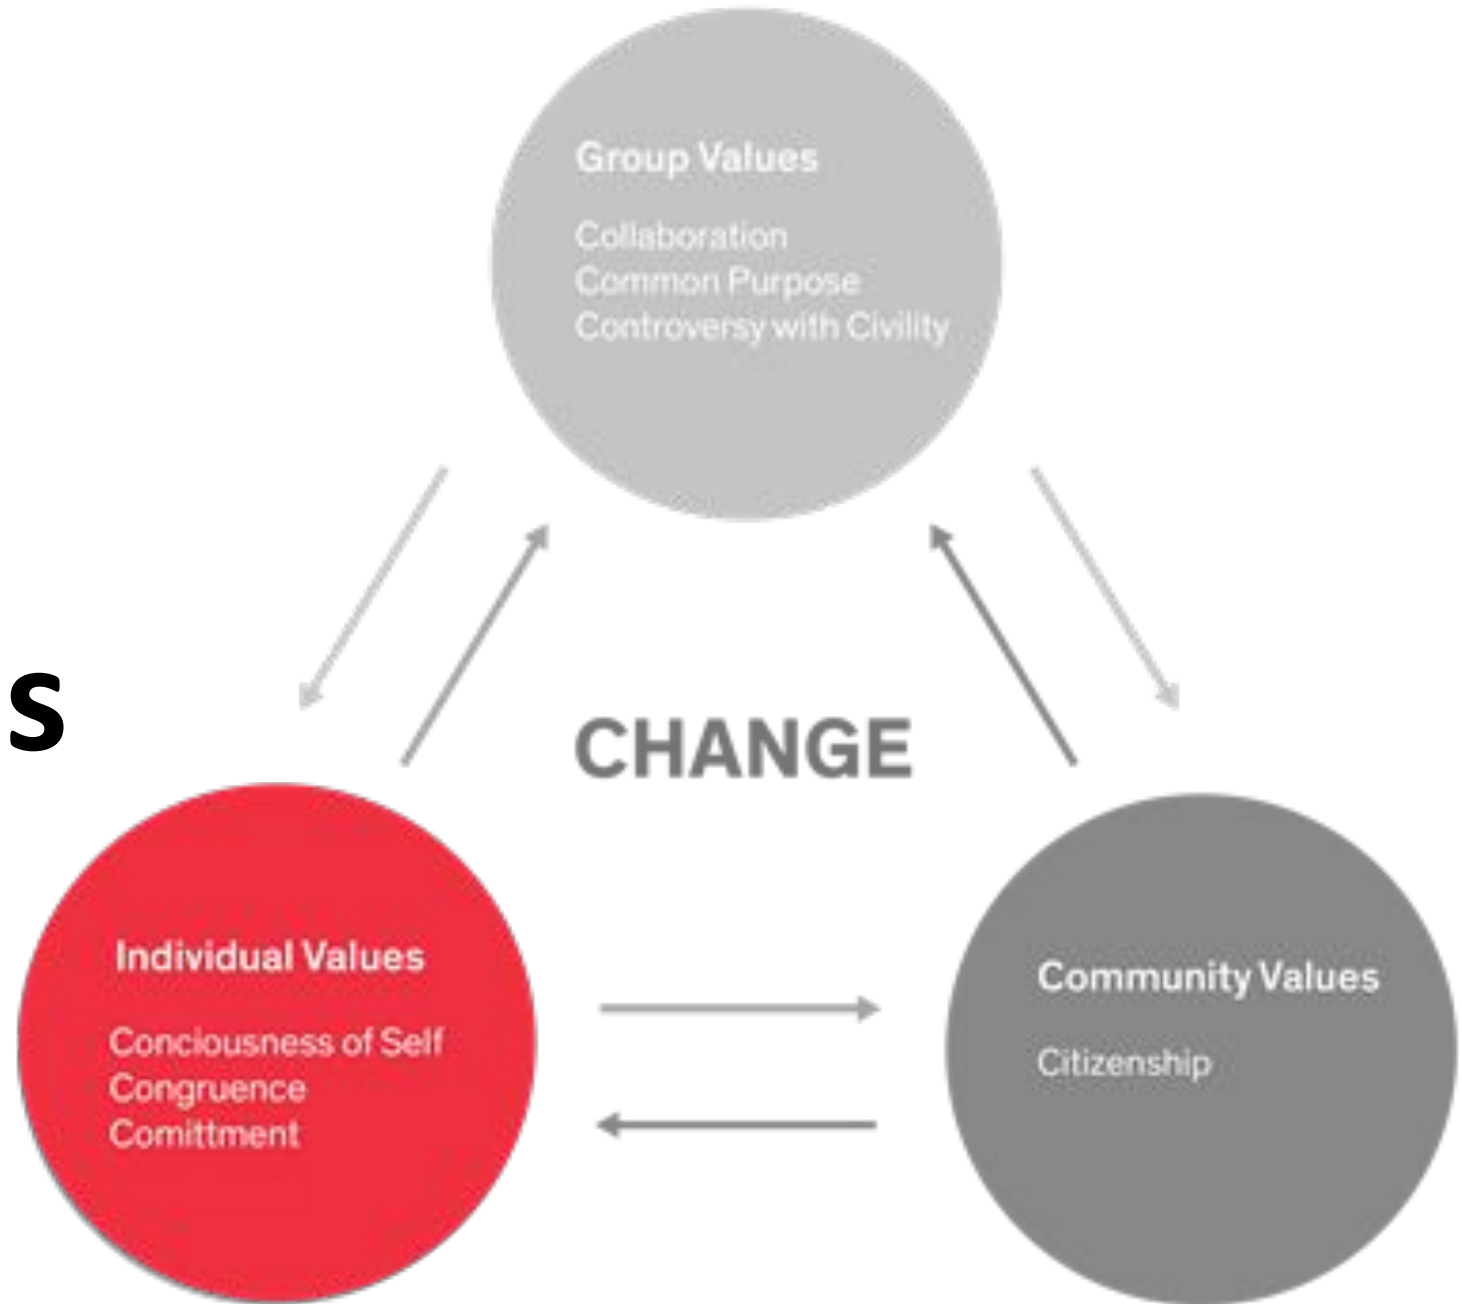 Group Values
Collaboration
Common Purpose
Controversy with Civility
S
CHANGE
Individual Values
Conciousness of Self
Congruence
Comittment
Community Values
Citizenship